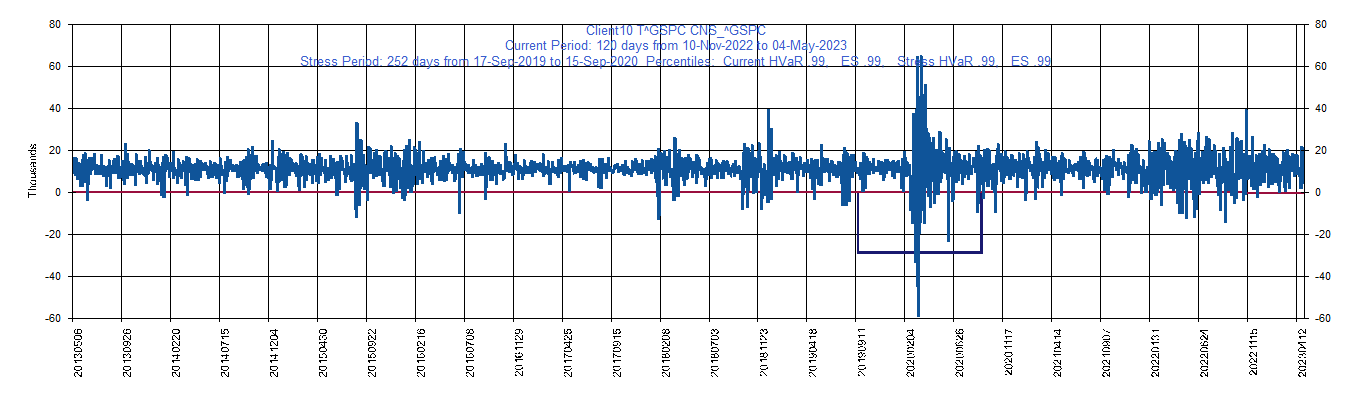 Client10 T^GSPC CNS_^GSPC
Current Period: 120 days from 10-Nov-2022 to 04-May-2023
Stress Period: 252 days from 17-Sep-2019 to 15-Sep-2020 Percentiles: Current HVaR .99, ES .99, Stress HVaR .99, ES .99
80 80
60 60
40 40
20 20
0 0
-20 -20
-40 -40
-60 -60
Thousands
20130506 20130926 20140220 20140715 20141204 20150430 20150922 20160216 20160708 20161129 20170425 20170915 20180208 20180703 20181123 20190418 20190911 20200204 20200626 20201117 20210414 20210907 20220131 20220624 20221115 20230412